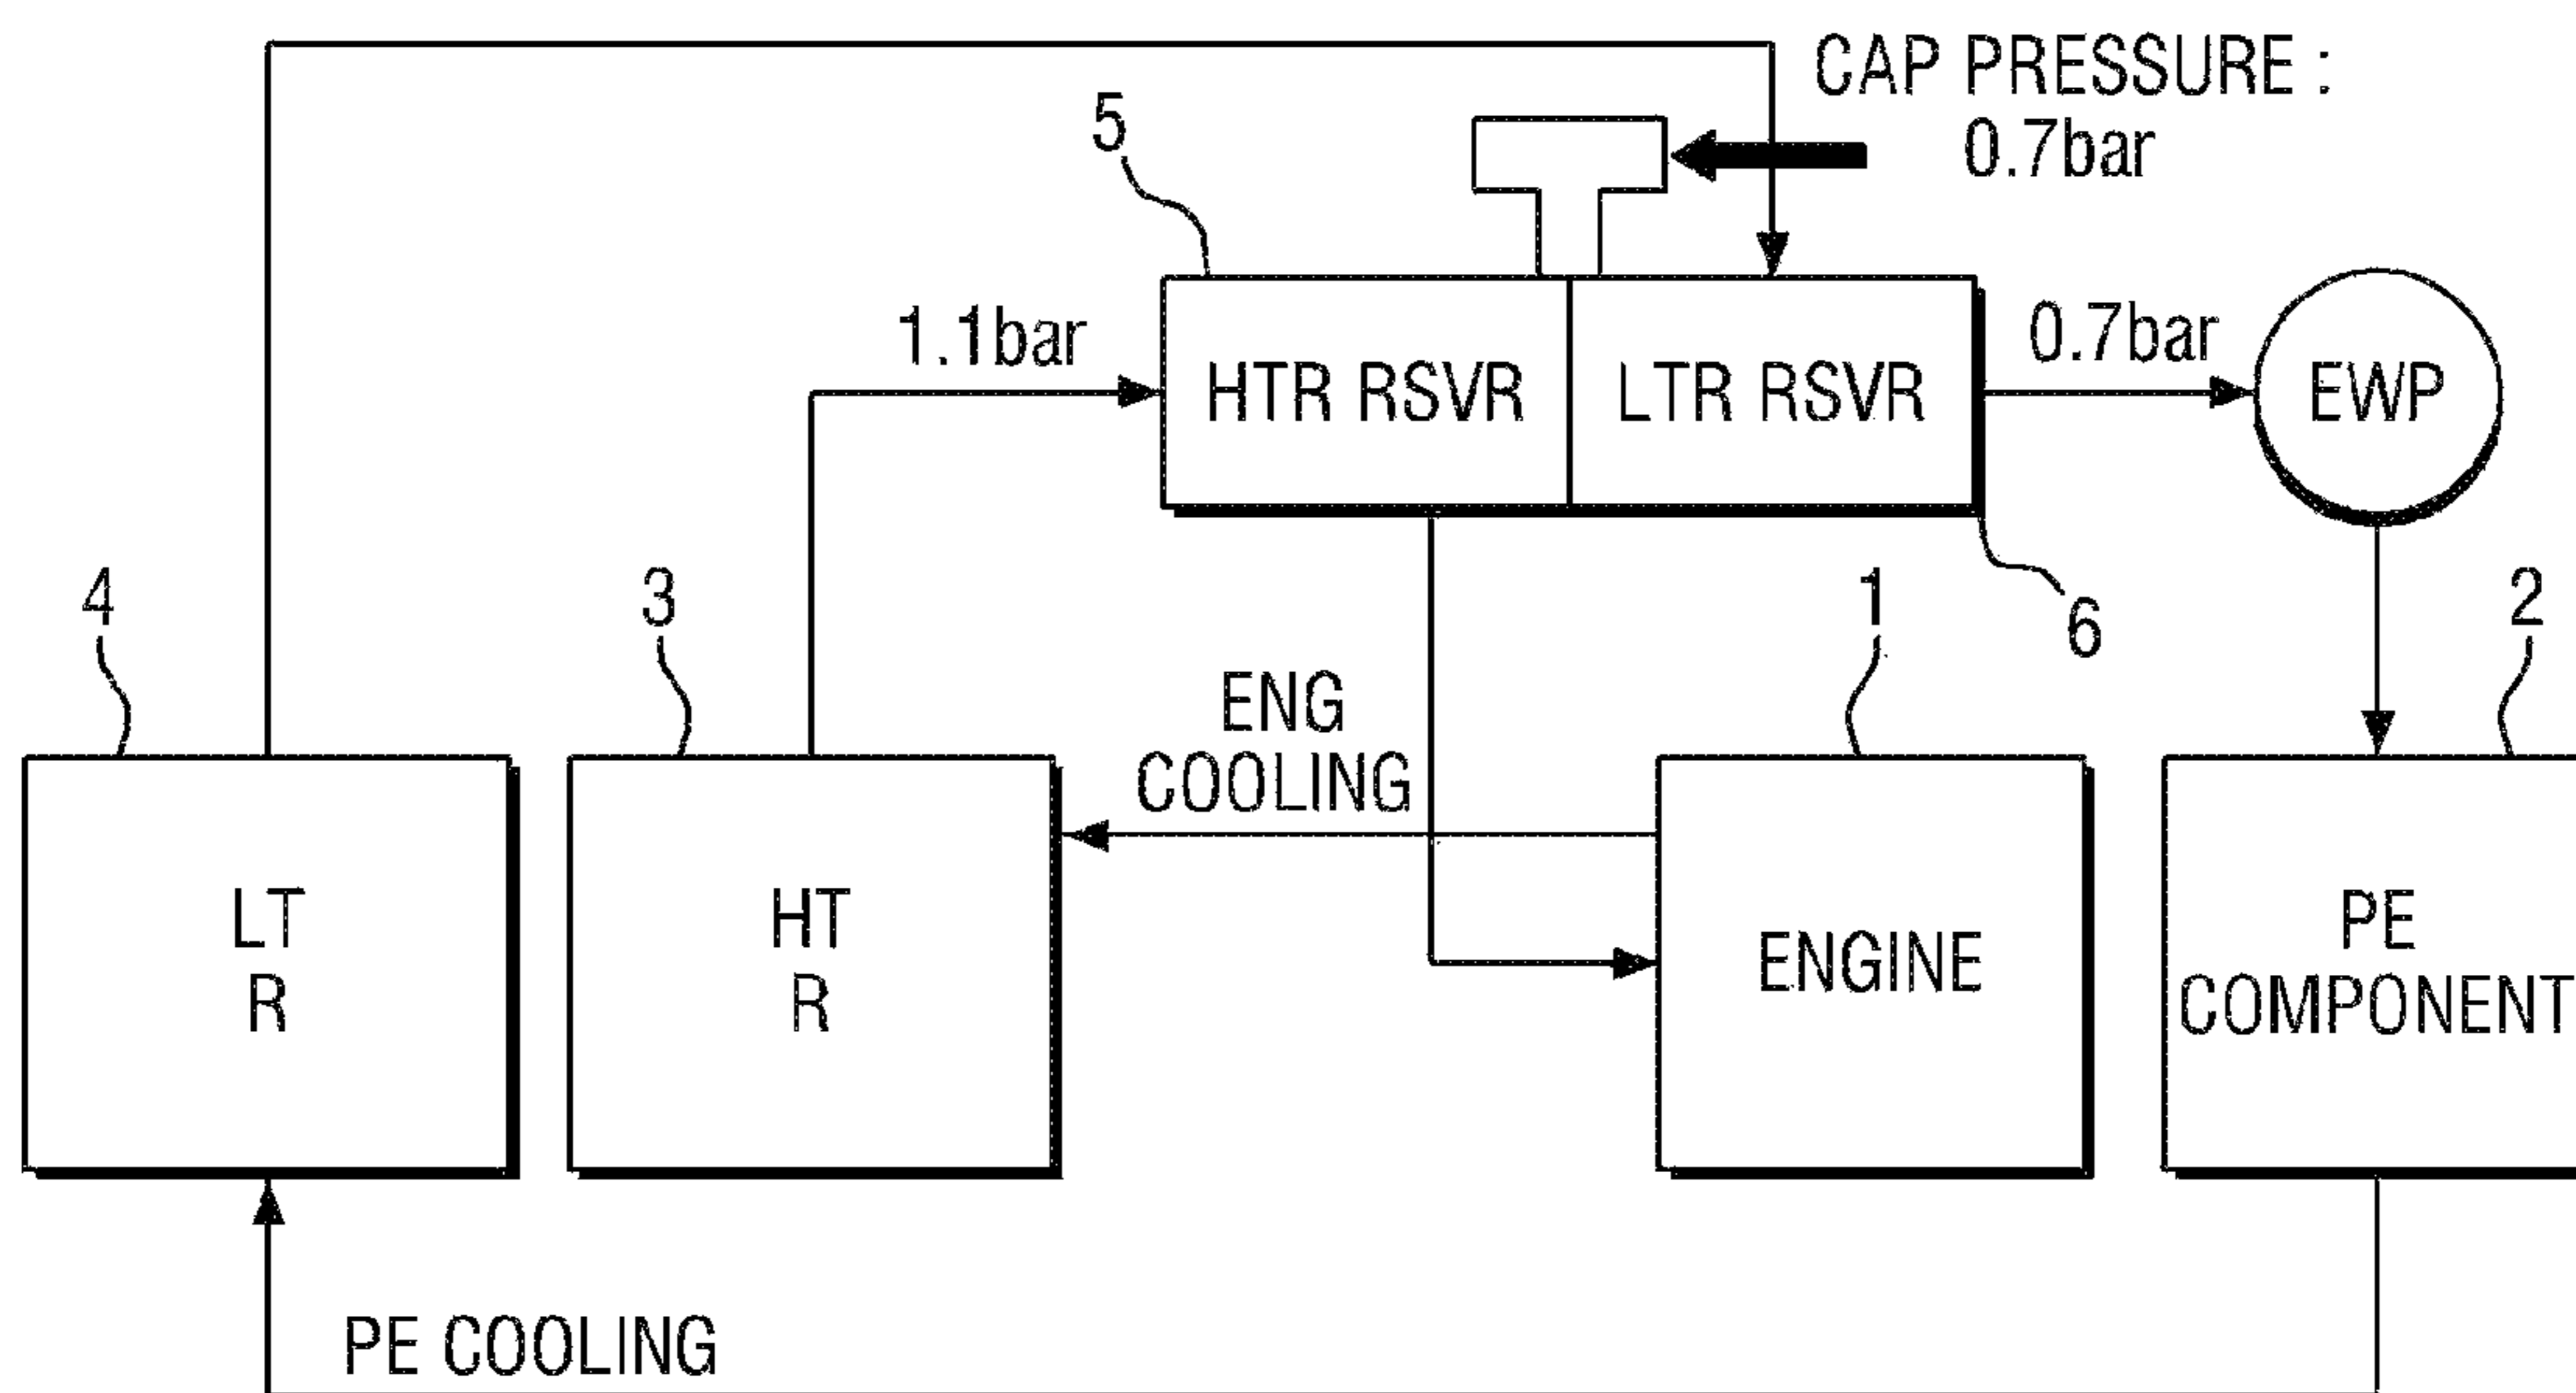 CAP PRESSURE :
0.7bar
5
1.1bar
HTR RSVR
LTR RSVR
0.7bar
EWP
4
3
1
6
2
ENG
COOLING
LT
R
HT
R
ENGINE
PE
COMPONENT
PE COOLING